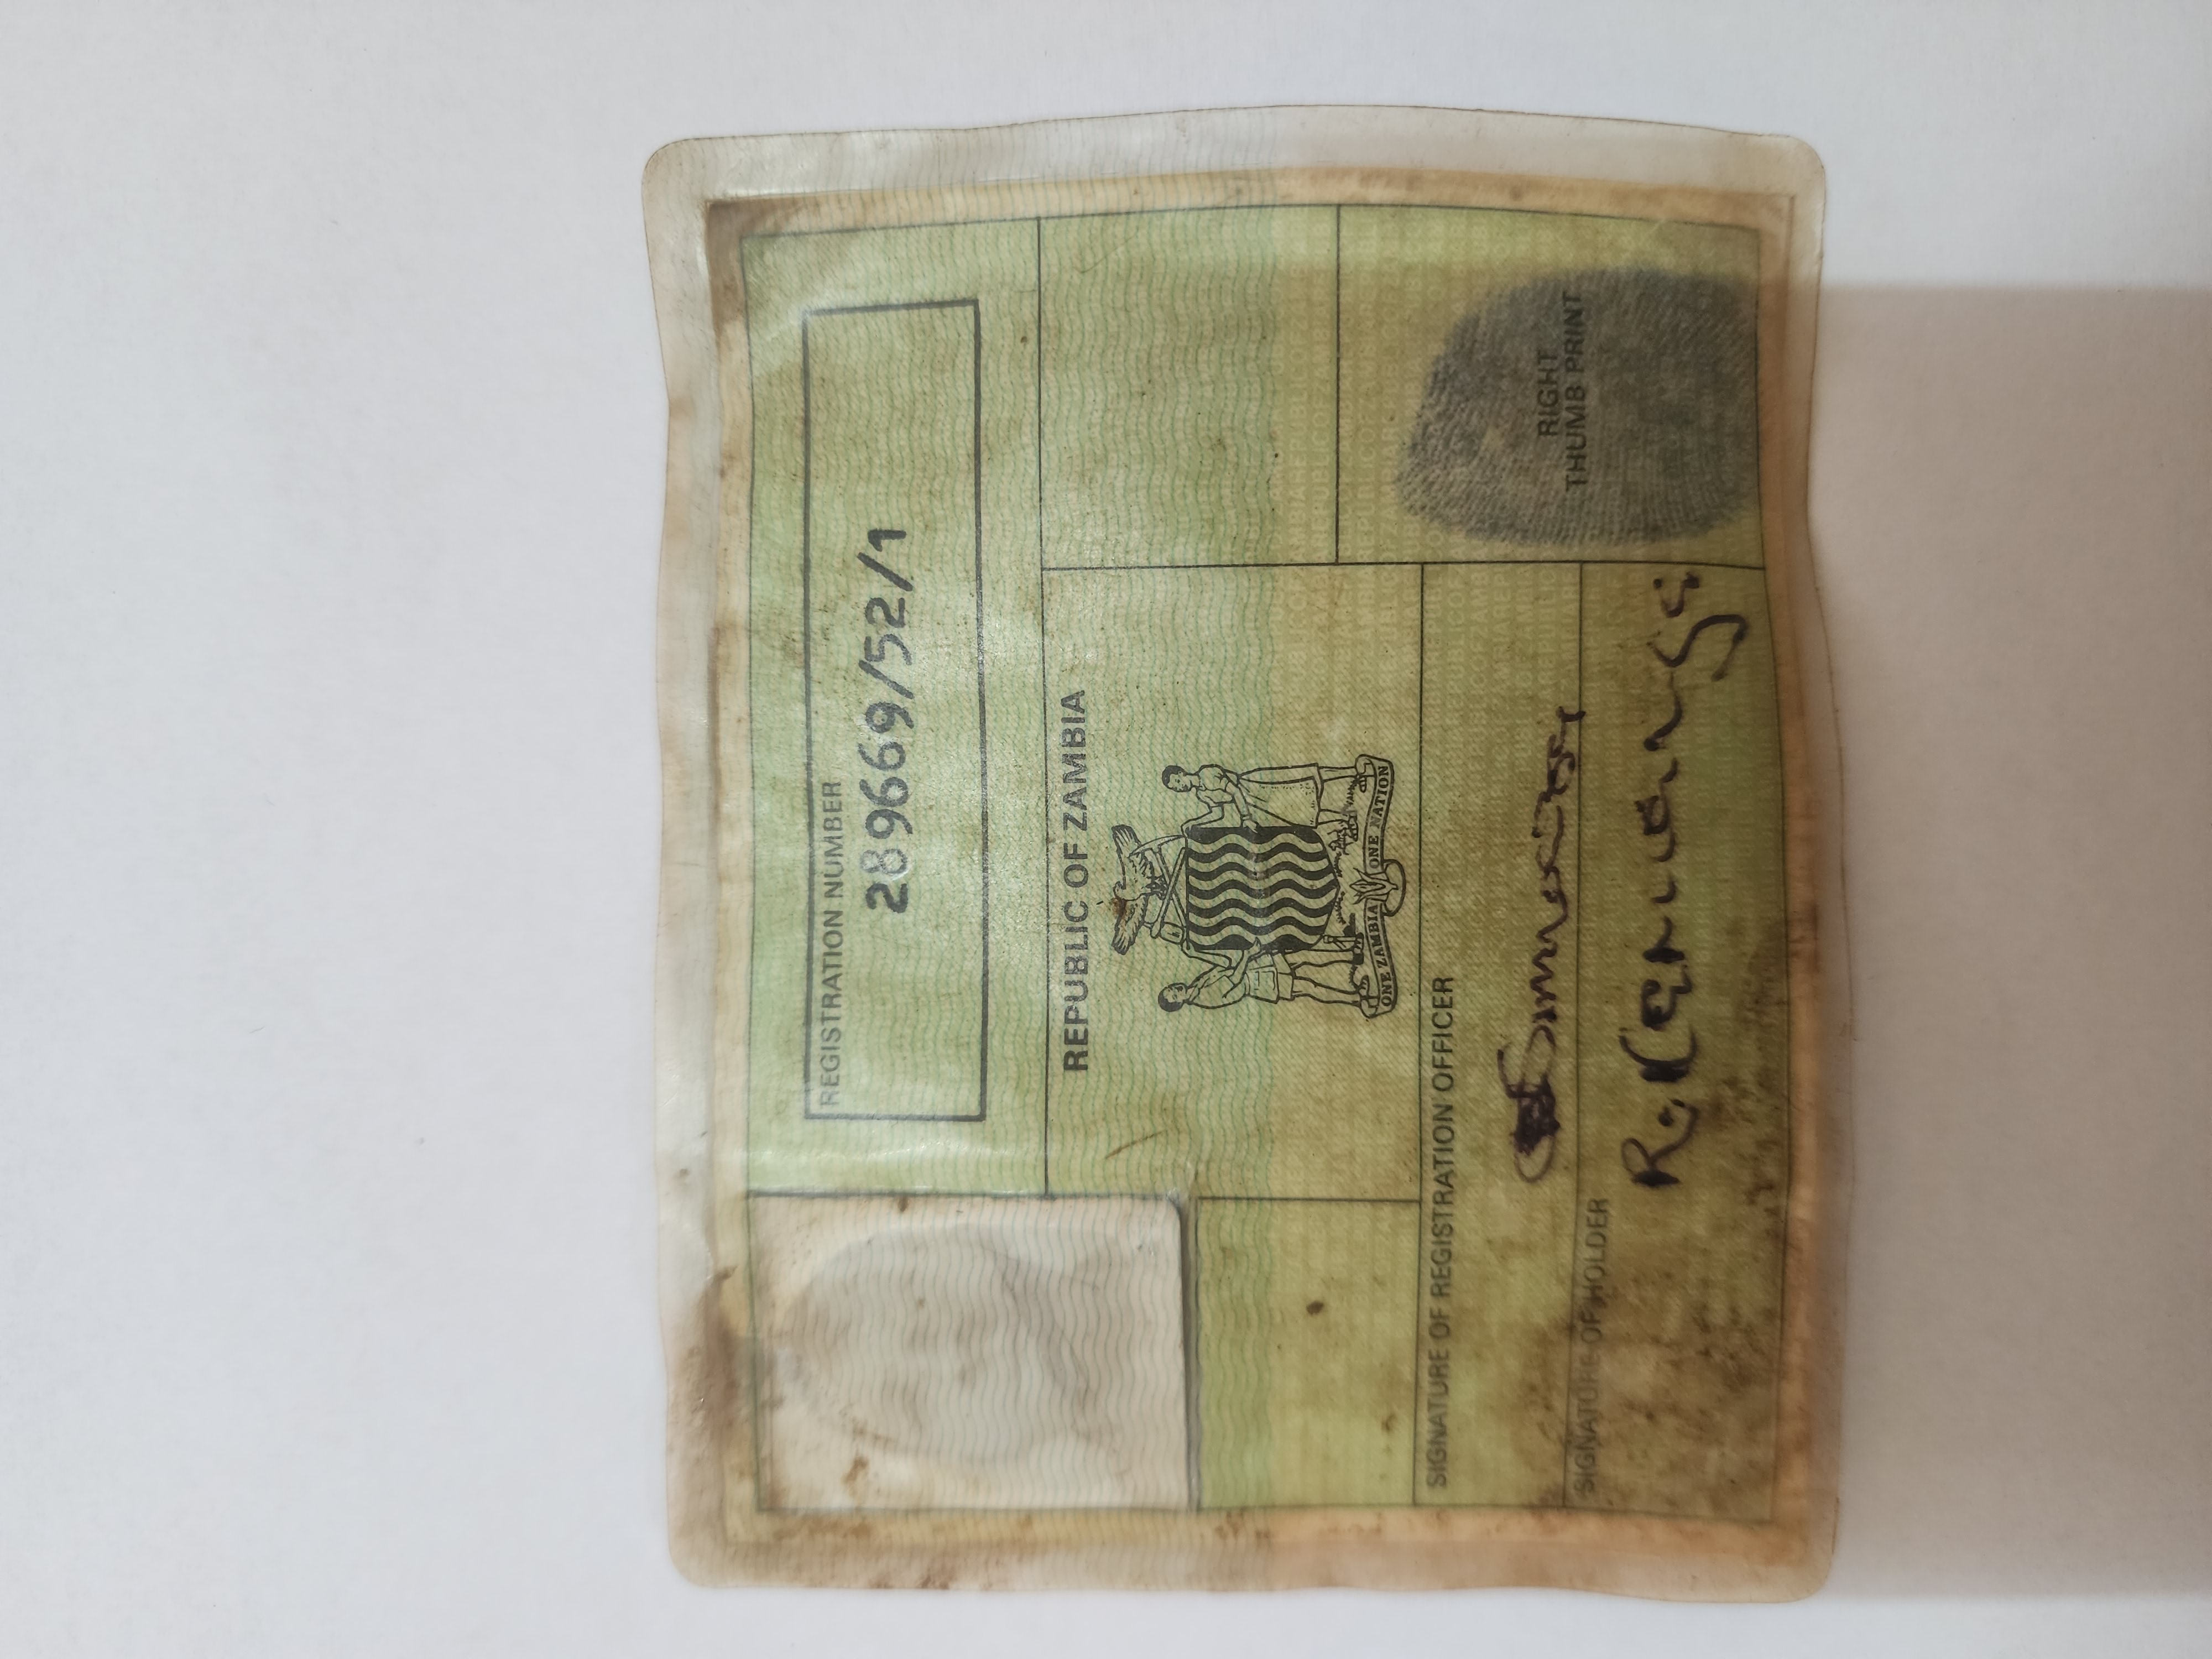 REGISTRATION NUMBER
289669/52/1
REPUBLIC OF ZAMBIA
ONE ZAMBIA ONE NATION
SIGNATURE OF REGISTRATION OFFICER
SIGNATURE OF HOLDER
R.
RIGHT
THUMB PRINT